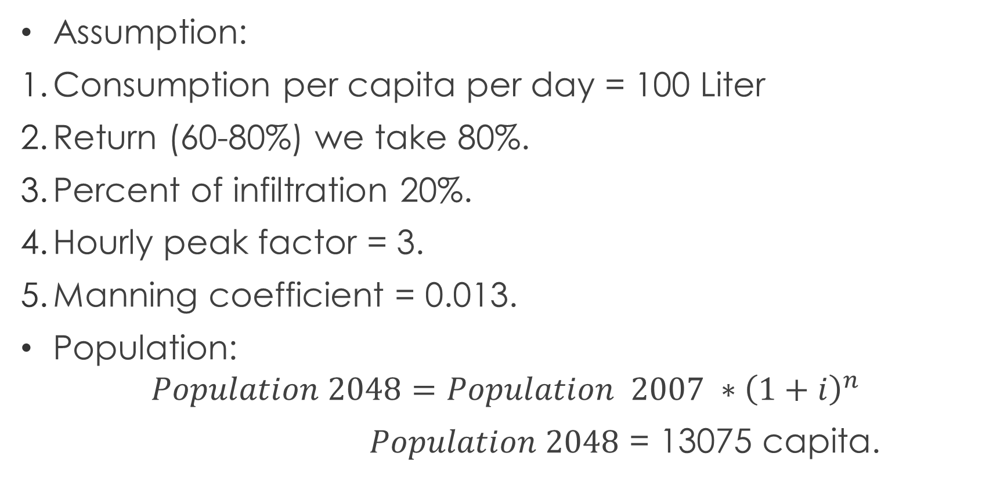 • Assumption:
1. Consumption per capita per day = 100 Liter
2. Return (60-80%) we take 80%.
3. Percent of infiltration 20%.
4. Hourly peak factor = 3.
5. Manning coefficient = 0.013.
• Population:
Population 2048 = Population 2007 * (1 + i)ⁿ
Population 2048 = 13075 capita.